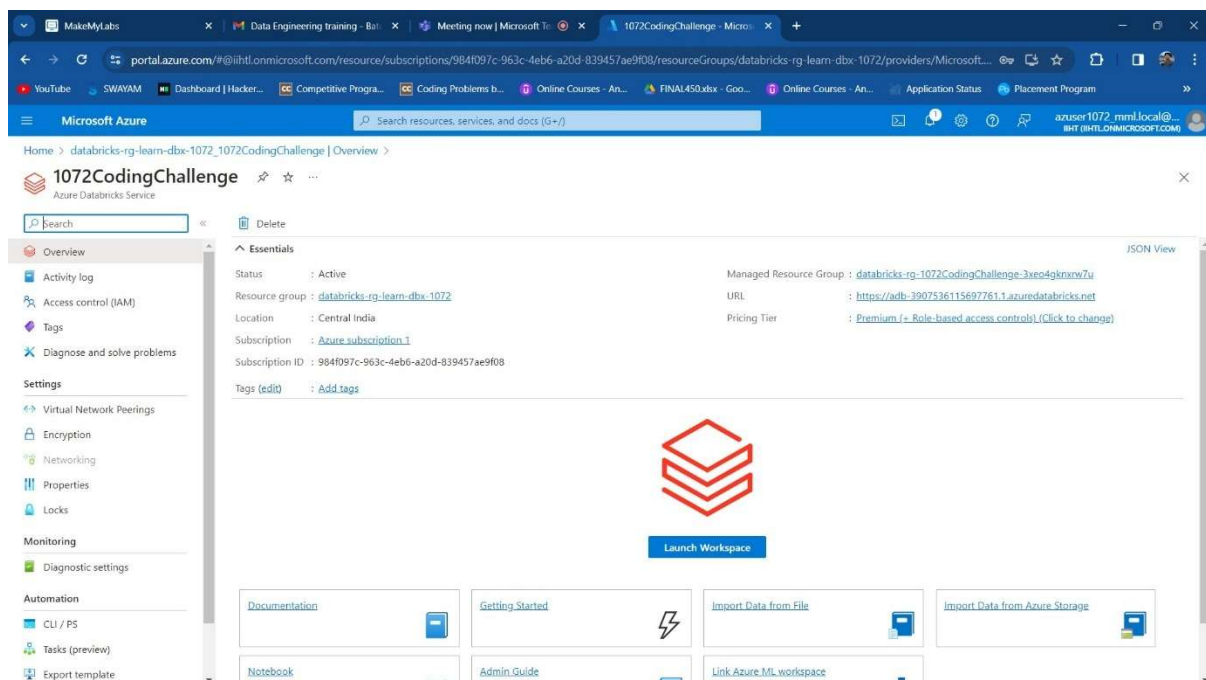 MakeMyLabs
Data Engineering training - Bat
Meeting now | Microsoft Te
1072CodingChallenge - Micros
portal.azure.com/#@iihtl.onmicrosoft.com/resource/subscriptions/984f097c-963c-4eb6-a20d-839457ae9f08/resourceGroups/databricks-rg-learn-dbx-1072/providers/Microsoft....
YouTube
SWAYAM
Dashboard | Hacker...
Competitive Progra...
Coding Problems b...
Online Courses - An...
FINAL450.xlsx - Goo...
Online Courses - An...
Application Status
Placement Program
Microsoft Azure
Search resources, services, and docs (G+/)
azuser1072_mml.local@...
IIHT (IIHTL.ONMICROSOFT.COM)
Home > databricks-rg-learn-dbx-1072_1072CodingChallenge | Overview >
1072CodingChallenge
Azure Databricks Service
Search
Overview
Activity log
Access control (IAM)
Tags
Diagnose and solve problems
Settings
Virtual Network Peerings
Encryption
Networking
Properties
Locks
Monitoring
Diagnostic settings
Automation
CLI / PS
Tasks (preview)
Export template
Delete
Essentials
JSON View
Status : Active
Resource group : databricks-rg-learn-dbx-1072
Location : Central India
Subscription : Azure subscription 1
Subscription ID : 984f097c-963c-4eb6-a20d-839457ae9f08
Tags (edit) : Add tags
Managed Resource Group : databricks-rg-1072CodingChallenge-3xeo4gknxrw7u
URL : https://adb-3907536115697761.1.azuredatabricks.net
Pricing Tier : Premium (+ Role-based access controls) (Click to change)
Launch Workspace
Documentation
Getting Started
Import Data from File
Import Data from Azure Storage
Notebook
Admin Guide
Link Azure ML workspace